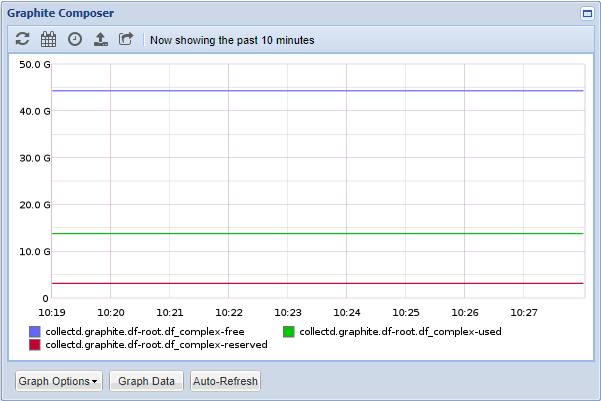 Graphite Composer
Now showing the past 10 minutes
50.0 G
40.0 G
30.0 G
20.0 G
10.0 G
0
10:19 10:20 10:21 10:22 10:23 10:24 10:25 10:26 10:27
collectd.graphite.df-root.df_complex-free collectd.graphite.df-root.df_complex-used
collectd.graphite.df-root.df_complex-reserved
Graph Options Graph Data Auto-Refresh